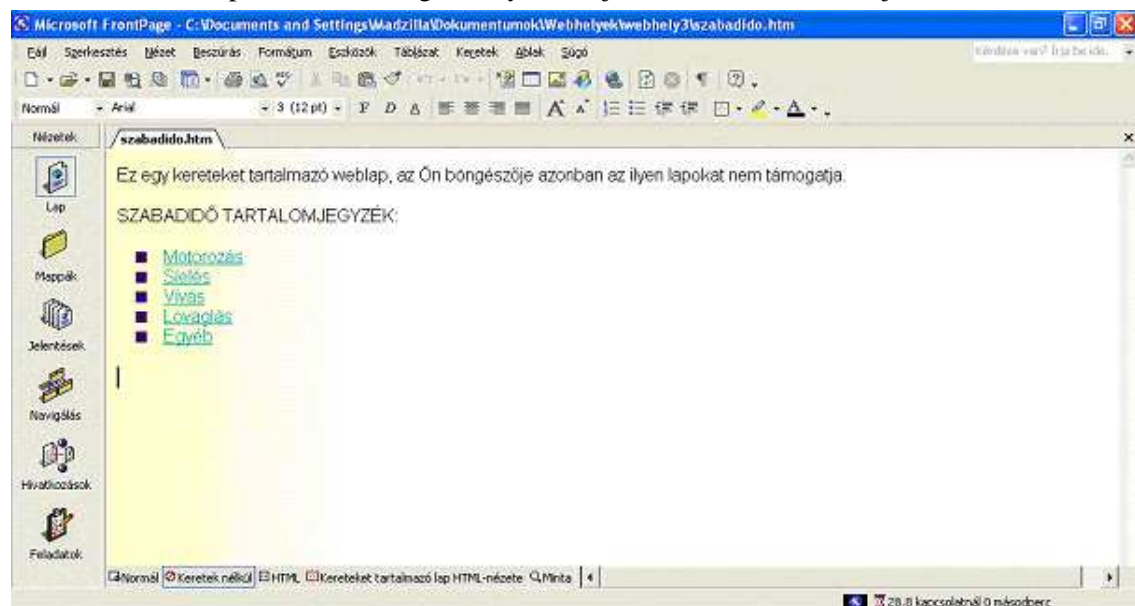 Microsoft FrontPage - C:\Documents and Settings\Madzilla\Dokumentumok\Webhelyek\webhely3\szabadido.htm
Fájl Szerkesztés Nézet Beszúrás Formátum Eszközök Táblázat Keretek Ablak Súgó
Normál Arial 3 (12 pt) F D A
Nézetek szabadido.htm
Ez egy kereteket tartalmazó weblap, az Ön böngészője azonban az ilyen lapokat nem támogatja.
Lap
SZABADIDŐ TARTALOMJEGYZÉK:
Motorozás
Mappák
Síelés
Vívás
Lovaglás
Egyéb
Jelentések
Navigálás
Hivatkozások
Feladatok
Normál Keretek nélkül HTML Kereteket tartalmazó lap HTML-nézete Minta
28,8 kapcsolatnál 0 másodperc